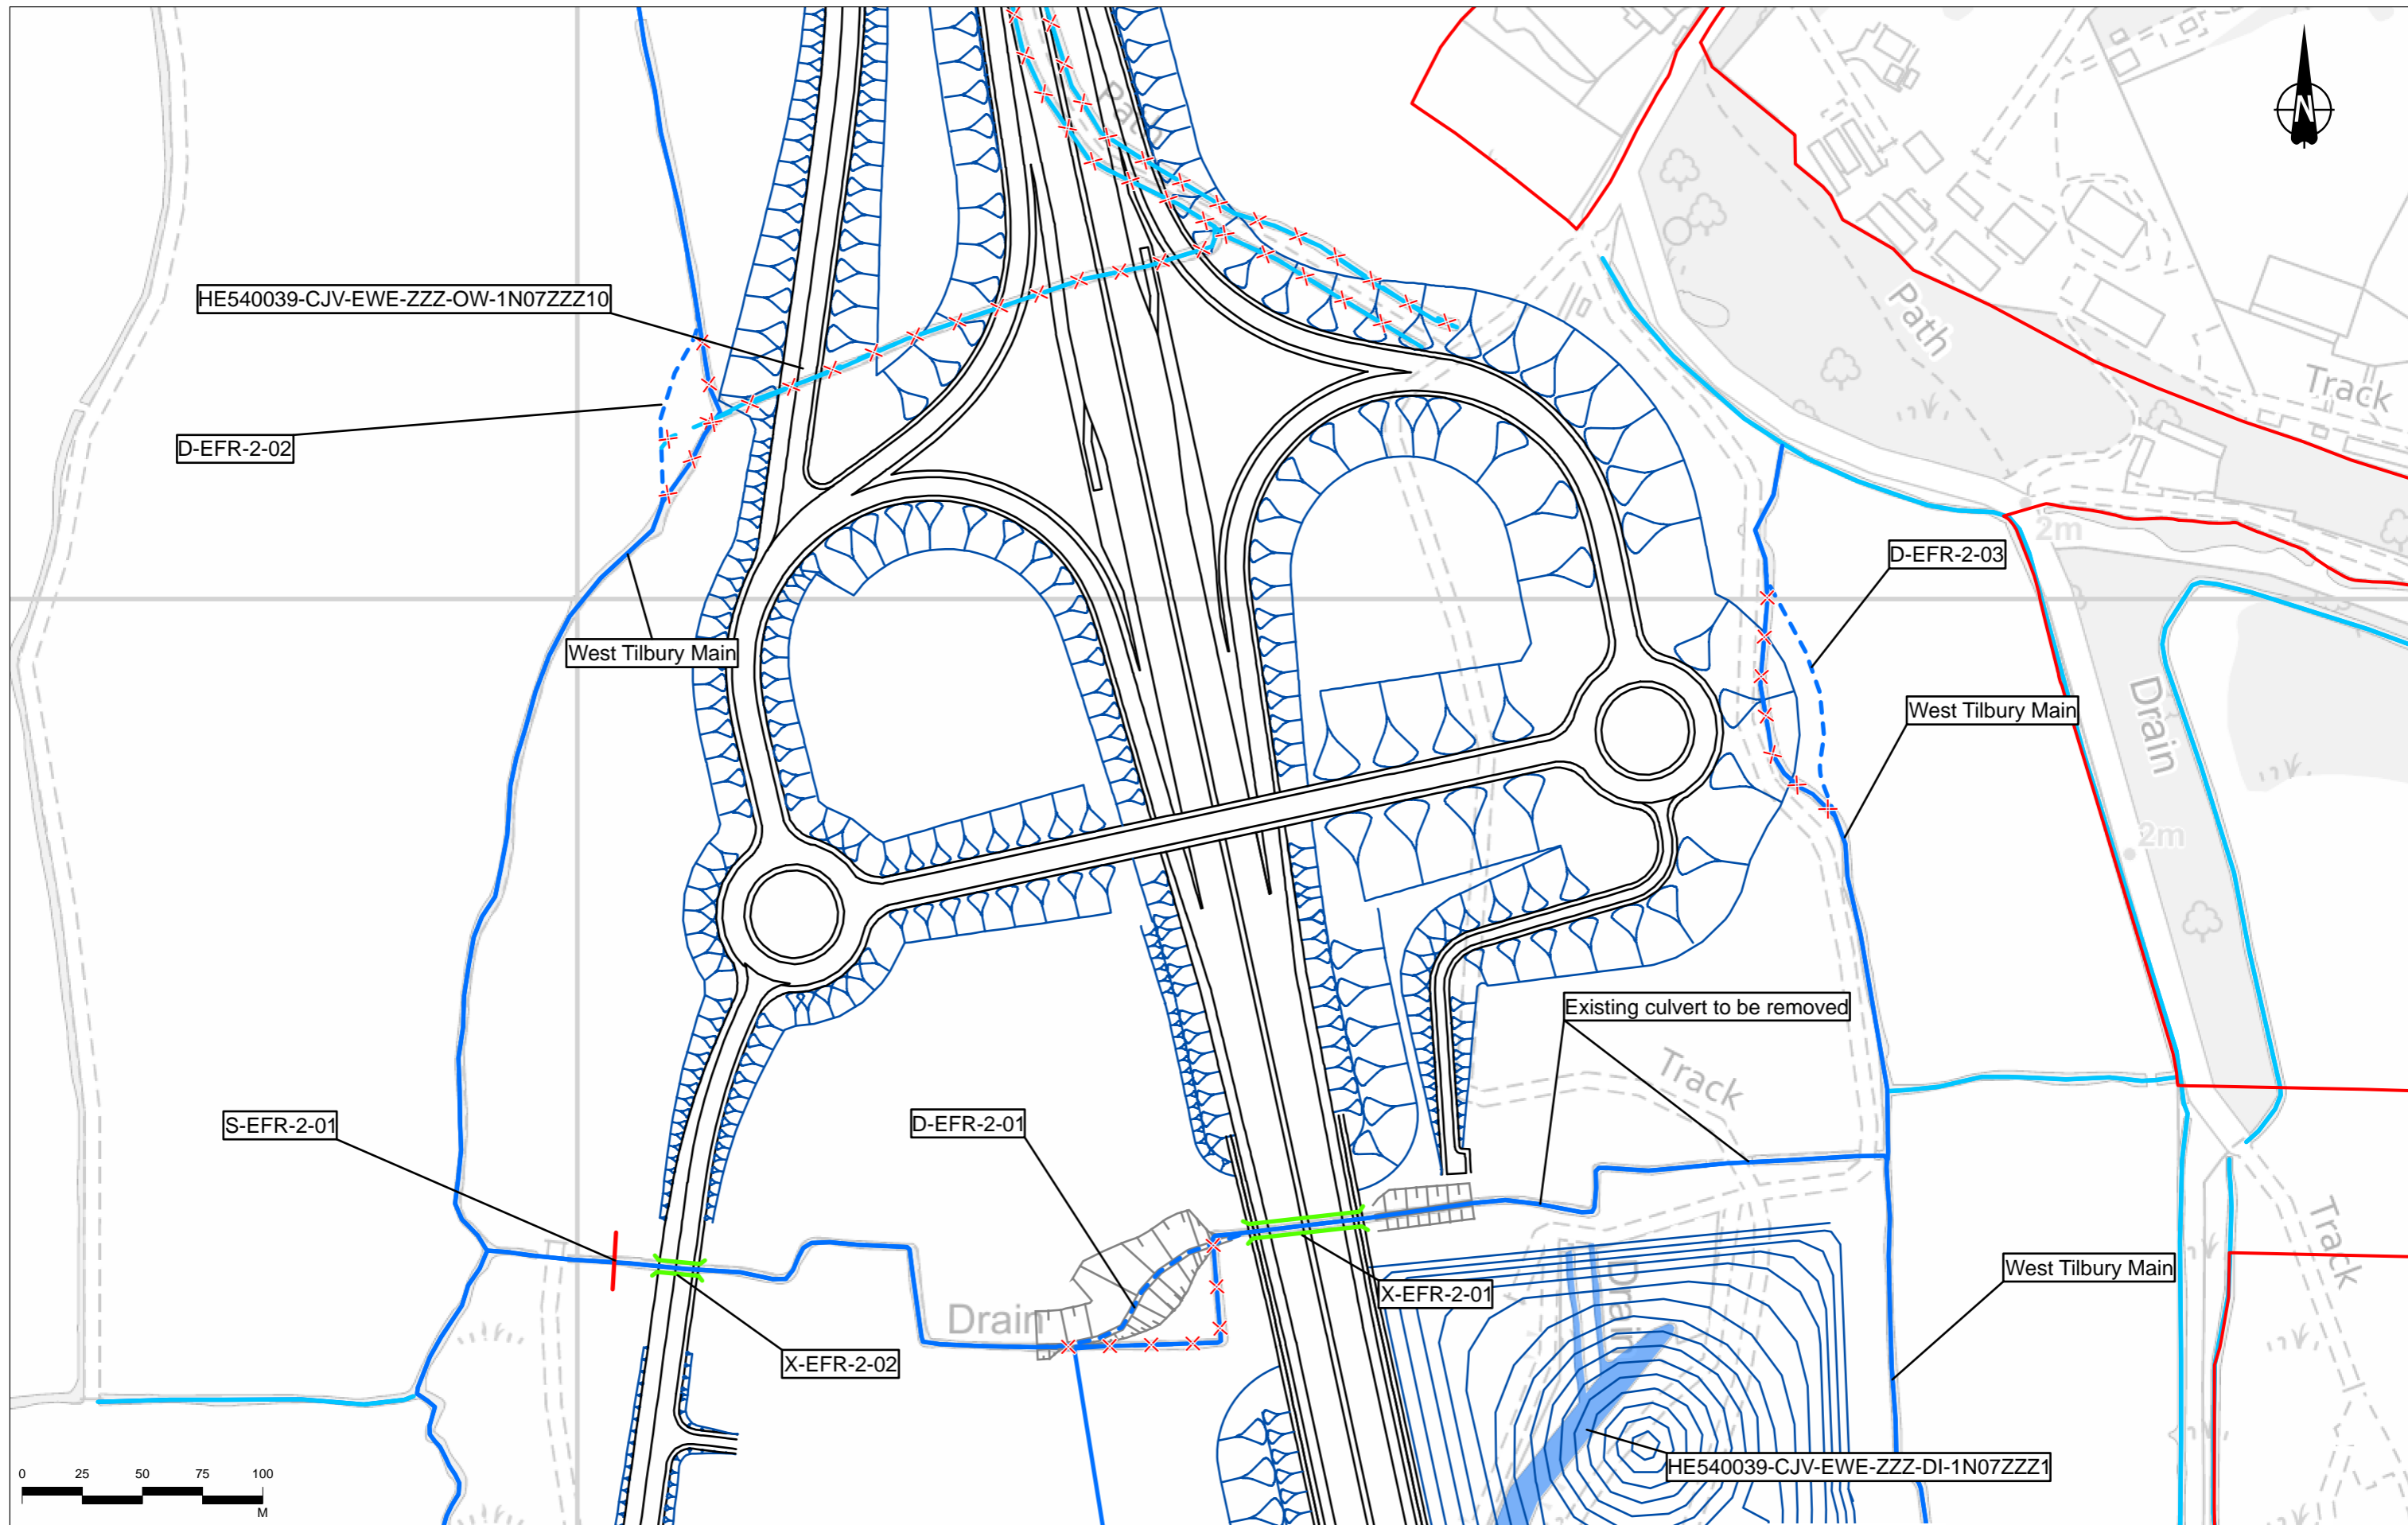 Path
N
HE540039-CJV-EWE-ZZZ-OW-1N07ZZZ10
Path
Track
D-EFR-2-02
2m
D-EFR-2-03
West Tilbury Main
West Tilbury Main
Drain
2m
Existing culvert to be removed
Track
S-EFR-2-01
D-EFR-2-01
Track
West Tilbury Main
X-EFR-2-01
Drain
Drain
X-EFR-2-02
HE540039-CJV-EWE-ZZZ-DI-1N07ZZZ1
0 25 50 75 100
M